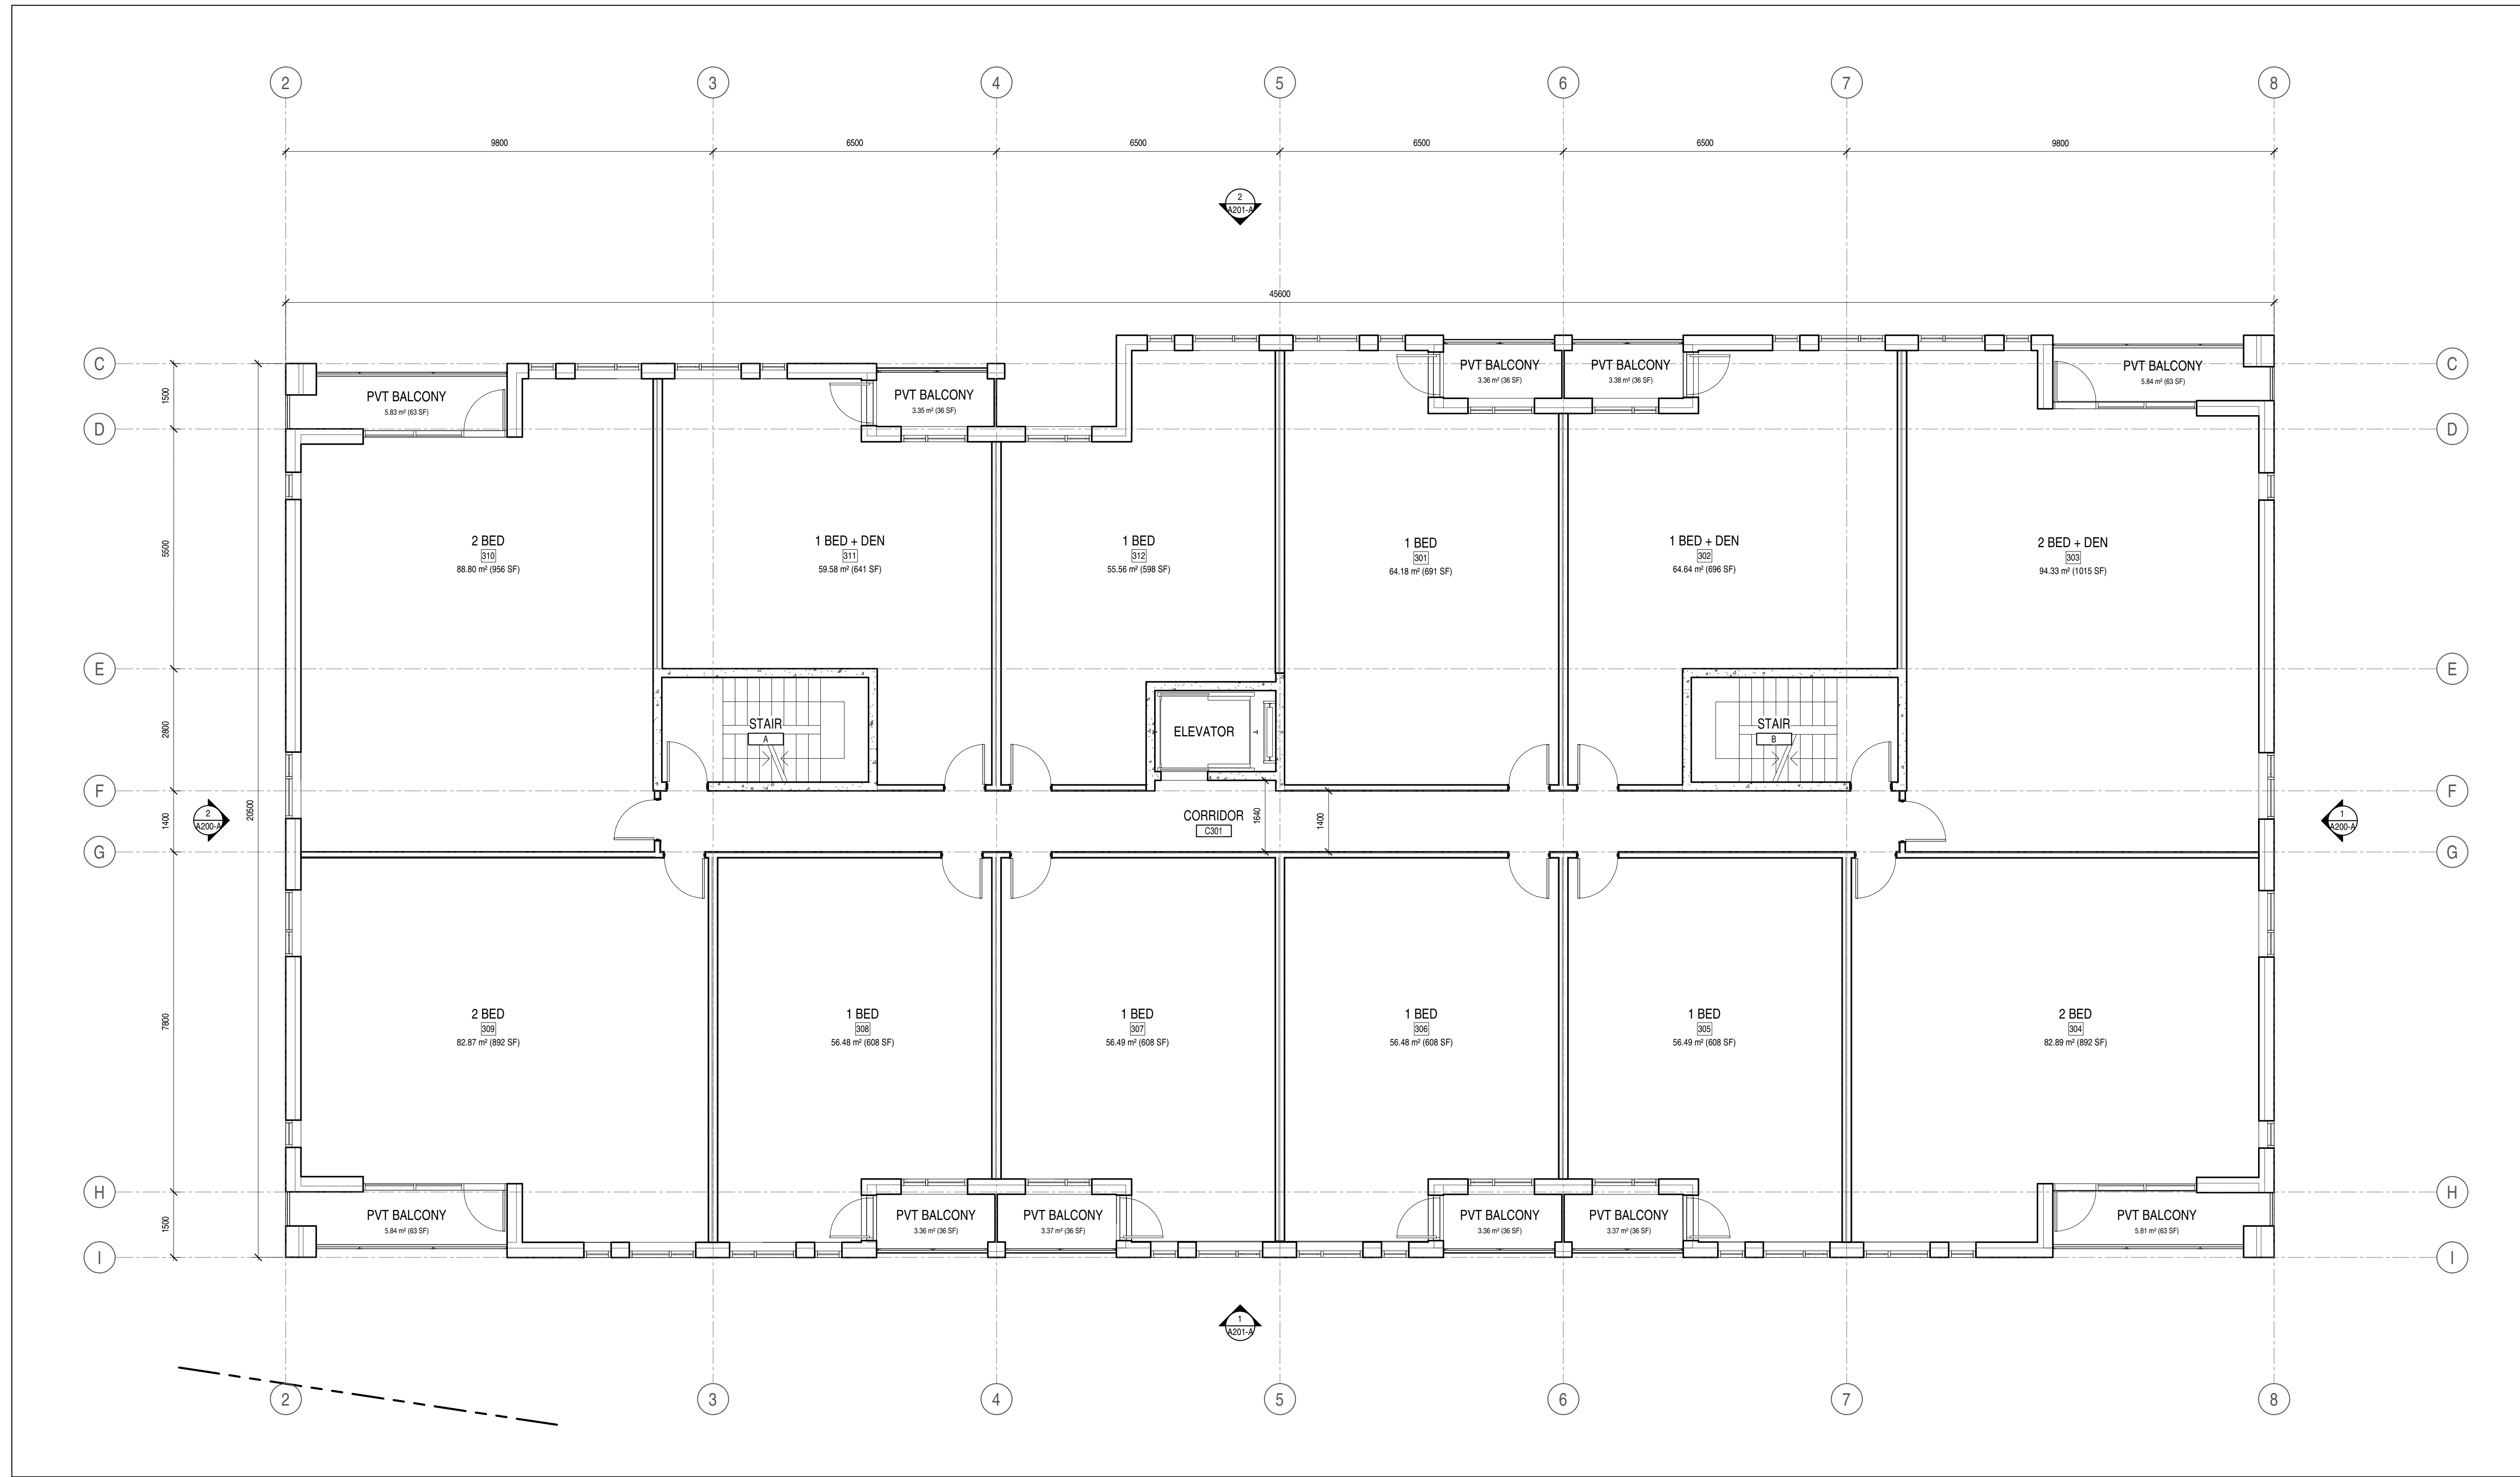 2
3
4
5
6
7
8
9800
6500
6500
6500
6500
9800
2
A201-A
45600
C
C
PVT BALCONY
5.83 m² (63 SF)
PVT BALCONY
3.35 m² (36 SF)
PVT BALCONY
3.36 m² (36 SF)
PVT BALCONY
3.38 m² (36 SF)
PVT BALCONY
5.84 m² (63 SF)
1500
D
D
5500
2 BED
310
88.80 m² (956 SF)
1 BED + DEN
311
59.58 m² (641 SF)
1 BED
312
55.56 m² (598 SF)
1 BED
301
64.18 m² (691 SF)
1 BED + DEN
302
64.64 m² (696 SF)
2 BED + DEN
303
94.33 m² (1015 SF)
E
E
2800
STAIR
A
ELEVATOR
STAIR
B
F
F
1400
20500
2
A200-A
CORRIDOR
C301
1640
1400
1
A200-A
G
G
7800
2 BED
309
82.87 m² (892 SF)
1 BED
308
56.48 m² (608 SF)
1 BED
307
56.49 m² (608 SF)
1 BED
306
56.48 m² (608 SF)
1 BED
305
56.49 m² (608 SF)
2 BED
304
82.89 m² (892 SF)
H
H
1500
PVT BALCONY
5.84 m² (63 SF)
PVT BALCONY
3.36 m² (36 SF)
PVT BALCONY
3.37 m² (36 SF)
PVT BALCONY
3.36 m² (36 SF)
PVT BALCONY
3.37 m² (36 SF)
PVT BALCONY
5.81 m² (63 SF)
I
I
1
A201-A
2
3
4
5
6
7
8